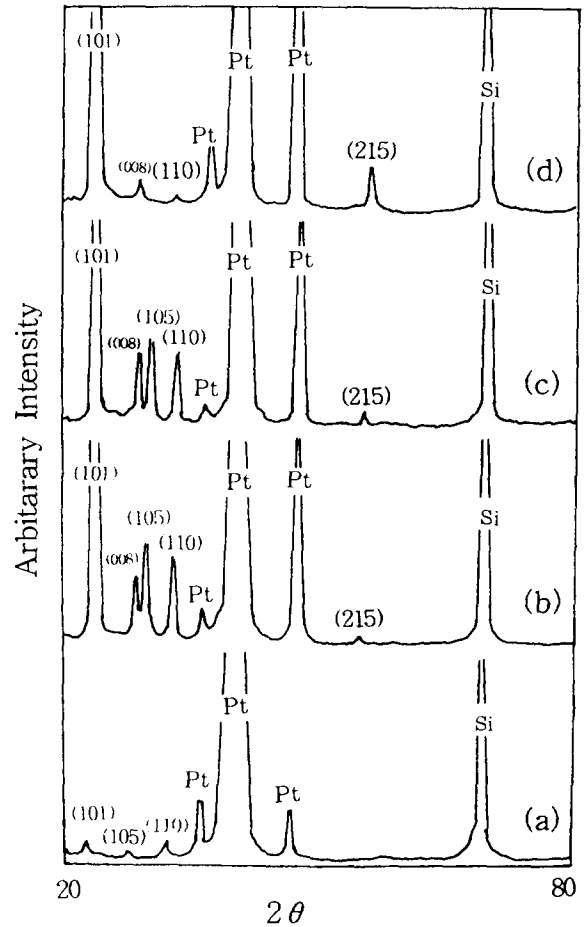 (101)
Pt
Pt
Si
Pt
(008)
(110)
(215)
(d)
(101)
Pt
Pt
Si
(105)
(008)
(110)
Pt
(215)
(c)
(101)
Pt
Pt
Si
(105)
(008)
(110)
Pt
(215)
(b)
Pt
Si
Pt
Pt
(101)
(105)
(110)
(a)
Arbitarary Intensity
20
80
2θ